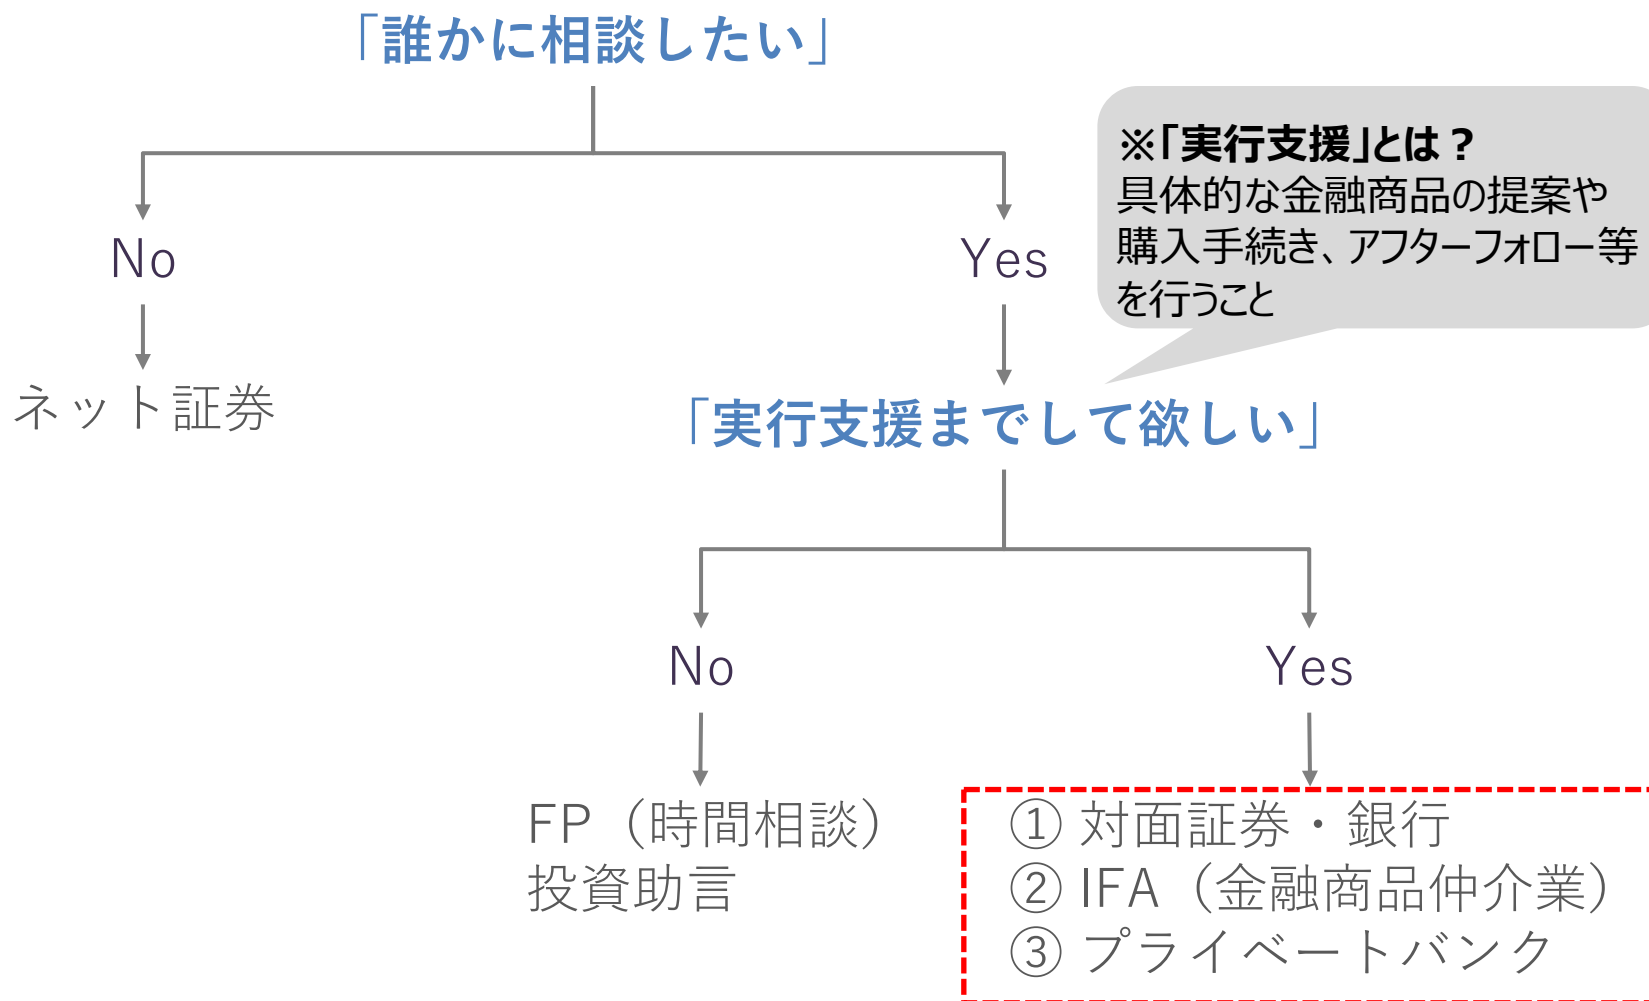 「誰かに相談したい」
※「実行支援」とは？
具体的な金融商品の提案や
購入手続き、アフターフォロー等
を行うこと
No
Yes
ネット証券
「実行支援までして欲しい」
No
Yes
FP（時間相談）
投資助言
① 対面証券・銀行
② IFA（金融商品仲介業）
③ プライベートバンク